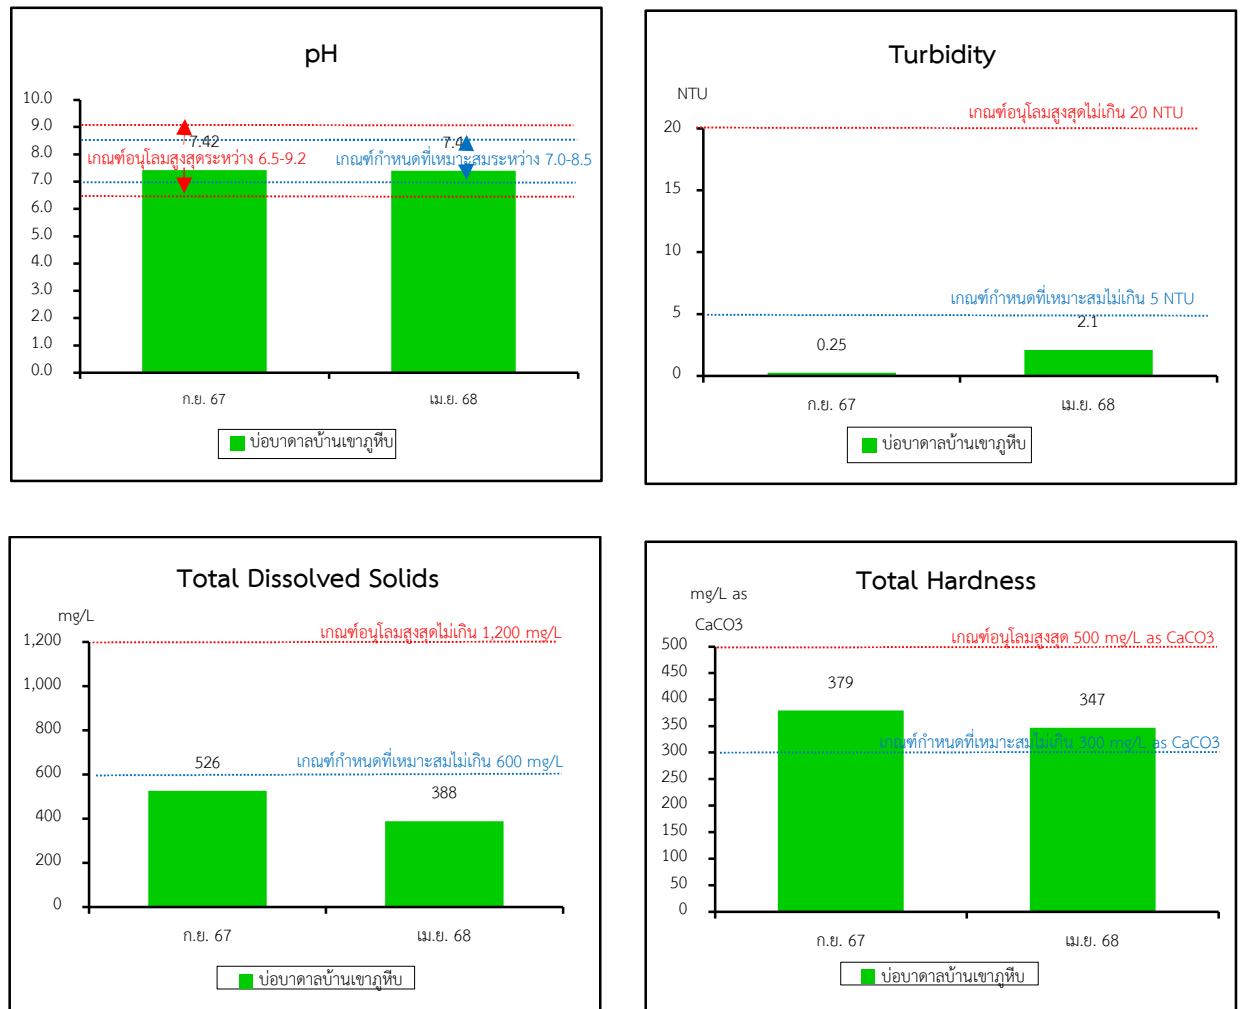 pH
10.0
9.0
8.0
7.0
6.0
5.0
4.0
3.0
2.0
1.0
0.0
7.42
7.4
เกณฑ์อนุโลมสูงสุดระหว่าง 6.5-9.2
เกณฑ์กำหนดที่เหมาะสมระหว่าง 7.0-8.5
ก.ย. 67
เม.ย. 68
บ่อบาดาลบ้านเขาภูหีบ
Turbidity
NTU
เกณฑ์อนุโลมสูงสุดไม่เกิน 20 NTU
20
15
10
5
0
เกณฑ์กำหนดที่เหมาะสมไม่เกิน 5 NTU
0.25
2.1
ก.ย. 67
เม.ย. 68
บ่อบาดาลบ้านเขาภูหีบ
Total Dissolved Solids
mg/L
เกณฑ์อนุโลมสูงสุดไม่เกิน 1,200 mg/L
1,200
1,000
800
600
400
200
0
526
เกณฑ์กำหนดที่เหมาะสมไม่เกิน 600 mg/L
388
ก.ย. 67
เม.ย. 68
บ่อบาดาลบ้านเขาภูหีบ
Total Hardness
mg/L as
CaCO3
เกณฑ์อนุโลมสูงสุด 500 mg/L as CaCO3
500
450
400
350
300
250
200
150
100
50
0
379
347
เกณฑ์กำหนดที่เหมาะสมไม่เกิน 300 mg/L as CaCO3
ก.ย. 67
เม.ย. 68
บ่อบาดาลบ้านเขาภูหีบ